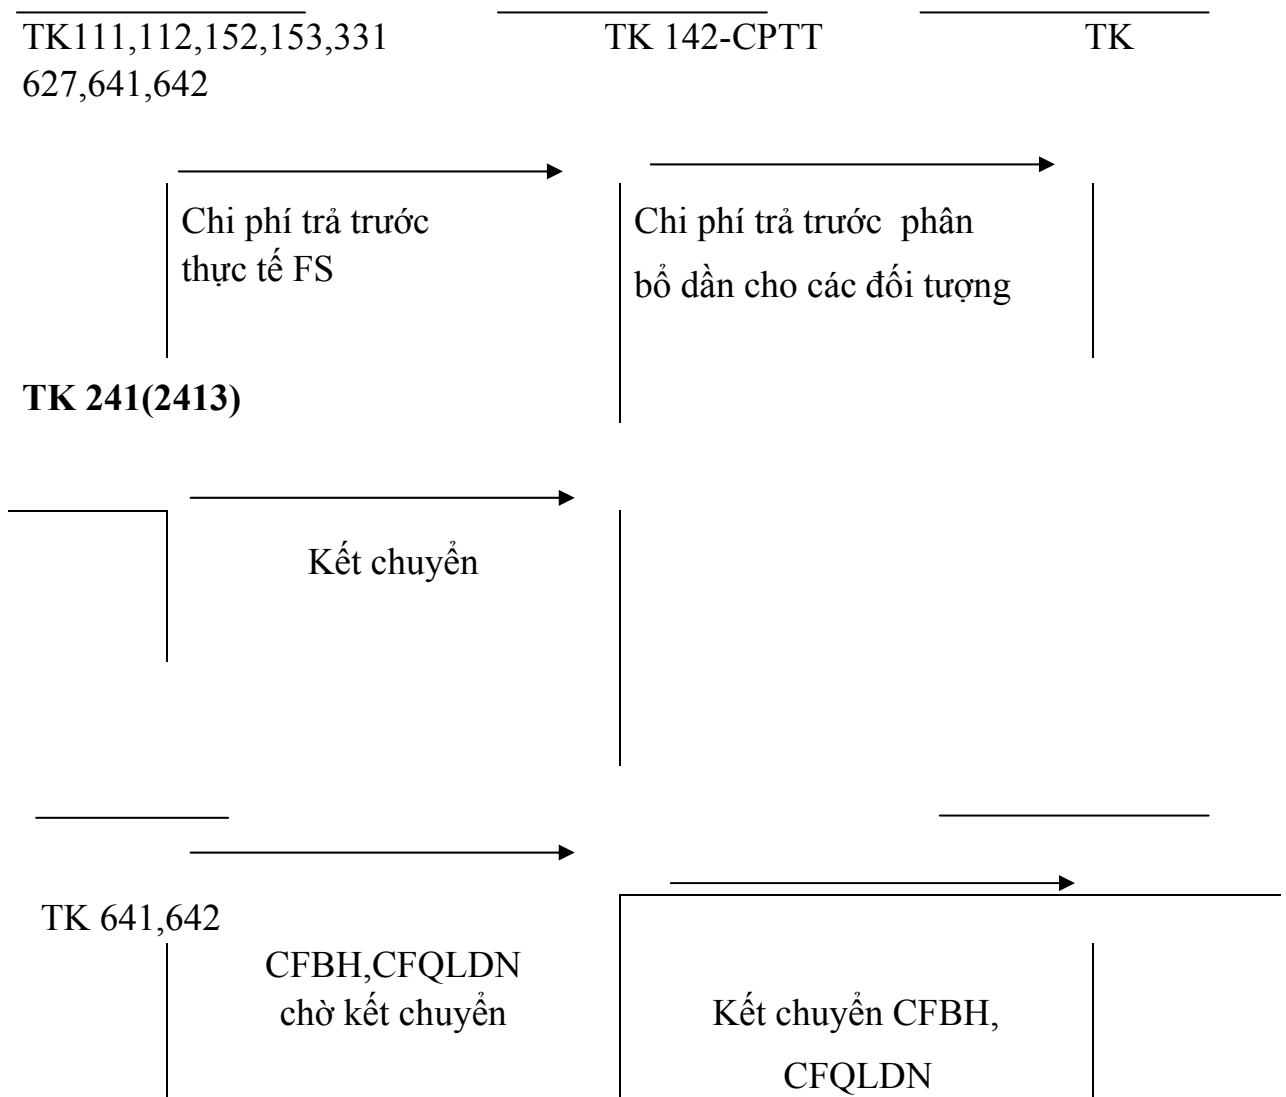 TK111,112,152,153,331 TK 142-CPTT TK
627,641,642
Chi phí trả trước
thực tế FS
Chi phí trả trước phân
bổ dần cho các đối tượng
TK 241(2413)
Kết chuyển
TK 641,642
CFBH,CFQLDN
chờ kết chuyển
Kết chuyển CFBH,
CFQLDN